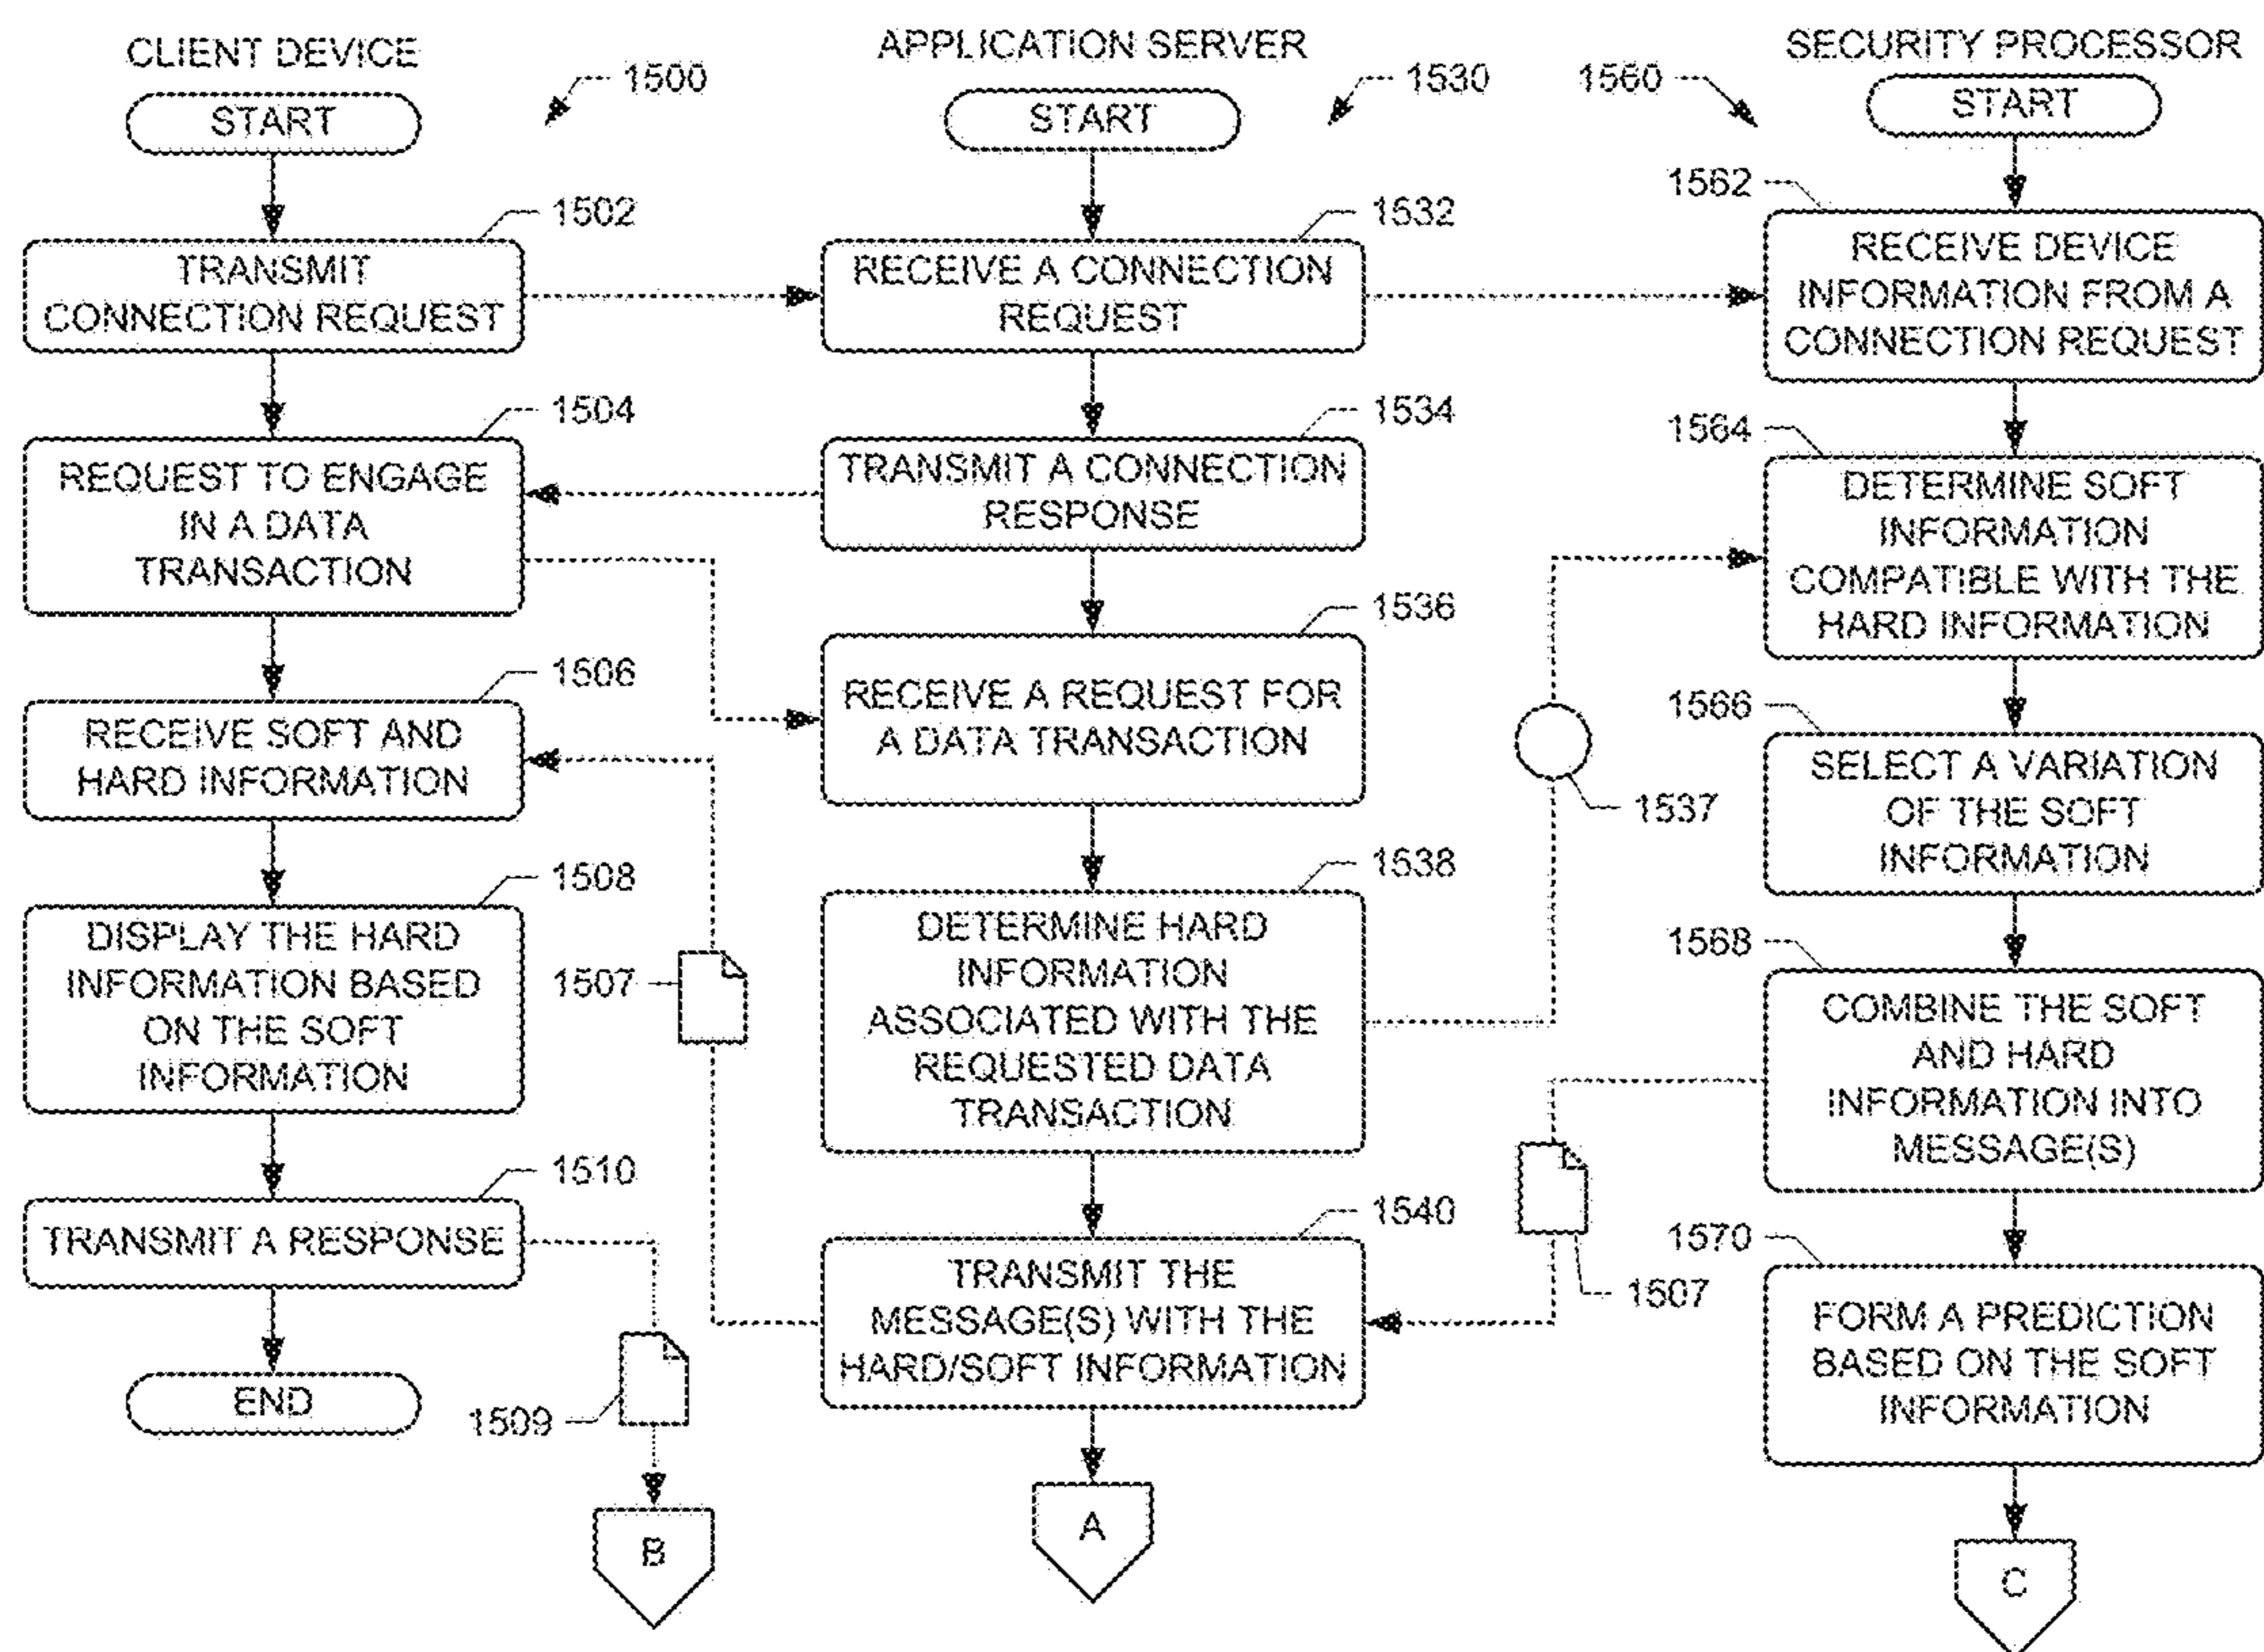 CLIENT DEVICE
START
1500
1502
TRANSMIT
CONNECTION REQUEST
1504
REQUEST TO ENGAGE
IN A DATA
TRANSACTION
1506
RECEIVE SOFT AND
HARD INFORMATION
1508
DISPLAY THE HARD
INFORMATION BASED
ON THE SOFT
INFORMATION
1507
1510
TRANSMIT A RESPONSE
END
1509
B
APPLICATION SERVER
START
1530
1532
RECEIVE A CONNECTION
REQUEST
1534
TRANSMIT A CONNECTION
RESPONSE
1536
RECEIVE A REQUEST FOR
A DATA TRANSACTION
1537
1538
DETERMINE HARD
INFORMATION
ASSOCIATED WITH THE
REQUESTED DATA
TRANSACTION
1540
TRANSMIT THE
MESSAGE(S) WITH THE
HARD/SOFT INFORMATION
1507
A
SECURITY PROCESSOR
1560
START
1562
RECEIVE DEVICE
INFORMATION FROM A
CONNECTION REQUEST
1564
DETERMINE SOFT
INFORMATION
COMPATIBLE WITH THE
HARD INFORMATION
1566
SELECT A VARIATION
OF THE SOFT
INFORMATION
1568
COMBINE THE SOFT
AND HARD
INFORMATION INTO
MESSAGE(S)
1570
FORM A PREDICTION
BASED ON THE SOFT
INFORMATION
C